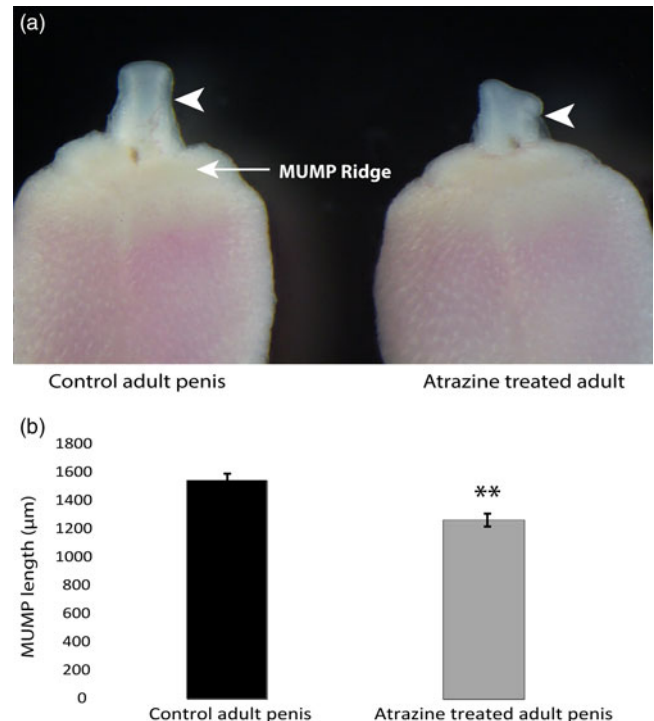 (a)
MUMP Ridge
Control adult penis
Atrazine treated adult
(b)
MUMP length (µm)
1800
1600
1400
1200
1000
800
600
400
200
0
**
Control adult penis
Atrazine treated adult penis